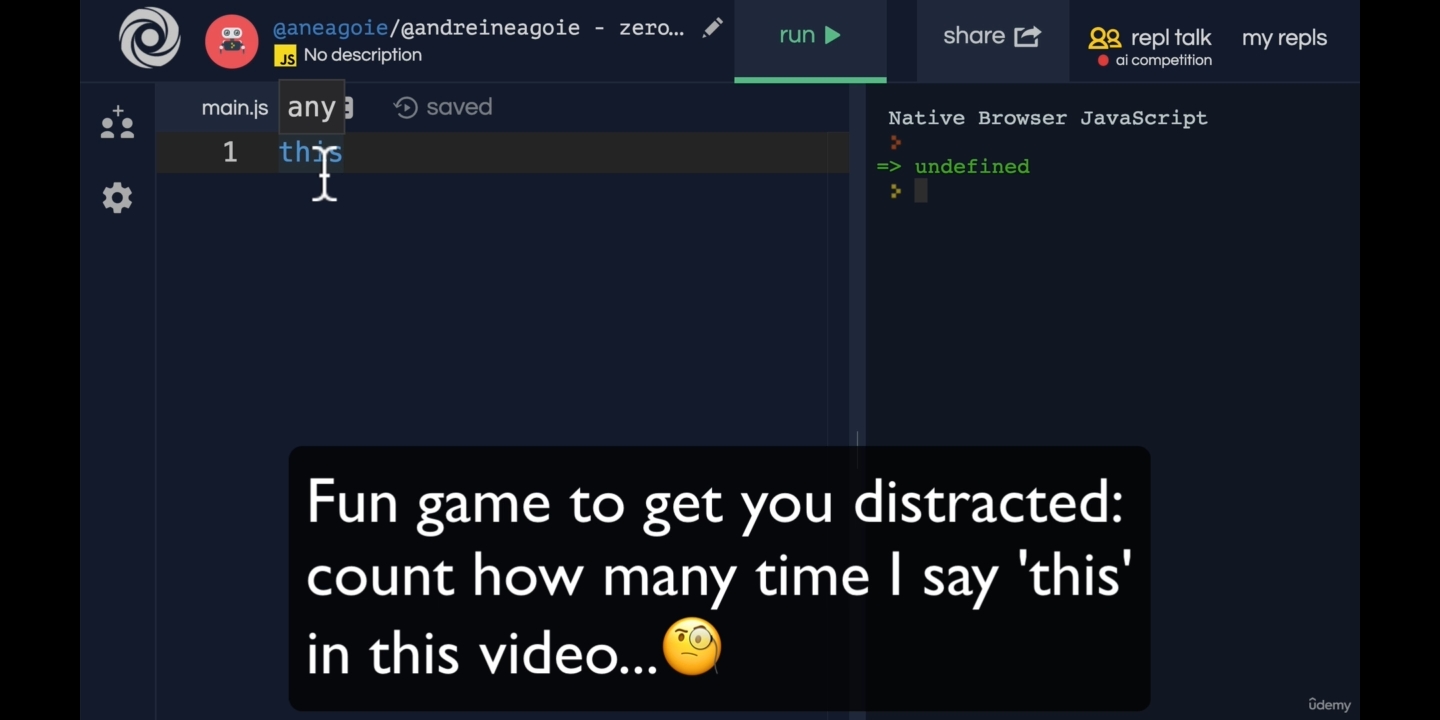 @aneagoie/@andreineagoie - zero...
JS No description
run
share
repl talk
ai competition
my repls
main.js
any
saved
1 this
Native Browser JavaScript
=> undefined
Fun game to get you distracted:
count how many time I say 'this'
in this video...🧐
ûdemy